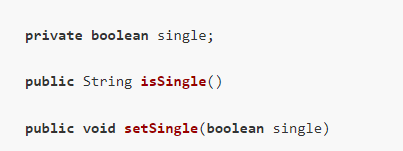 private boolean single;
public String isSingle()
public void setSingle(boolean single)